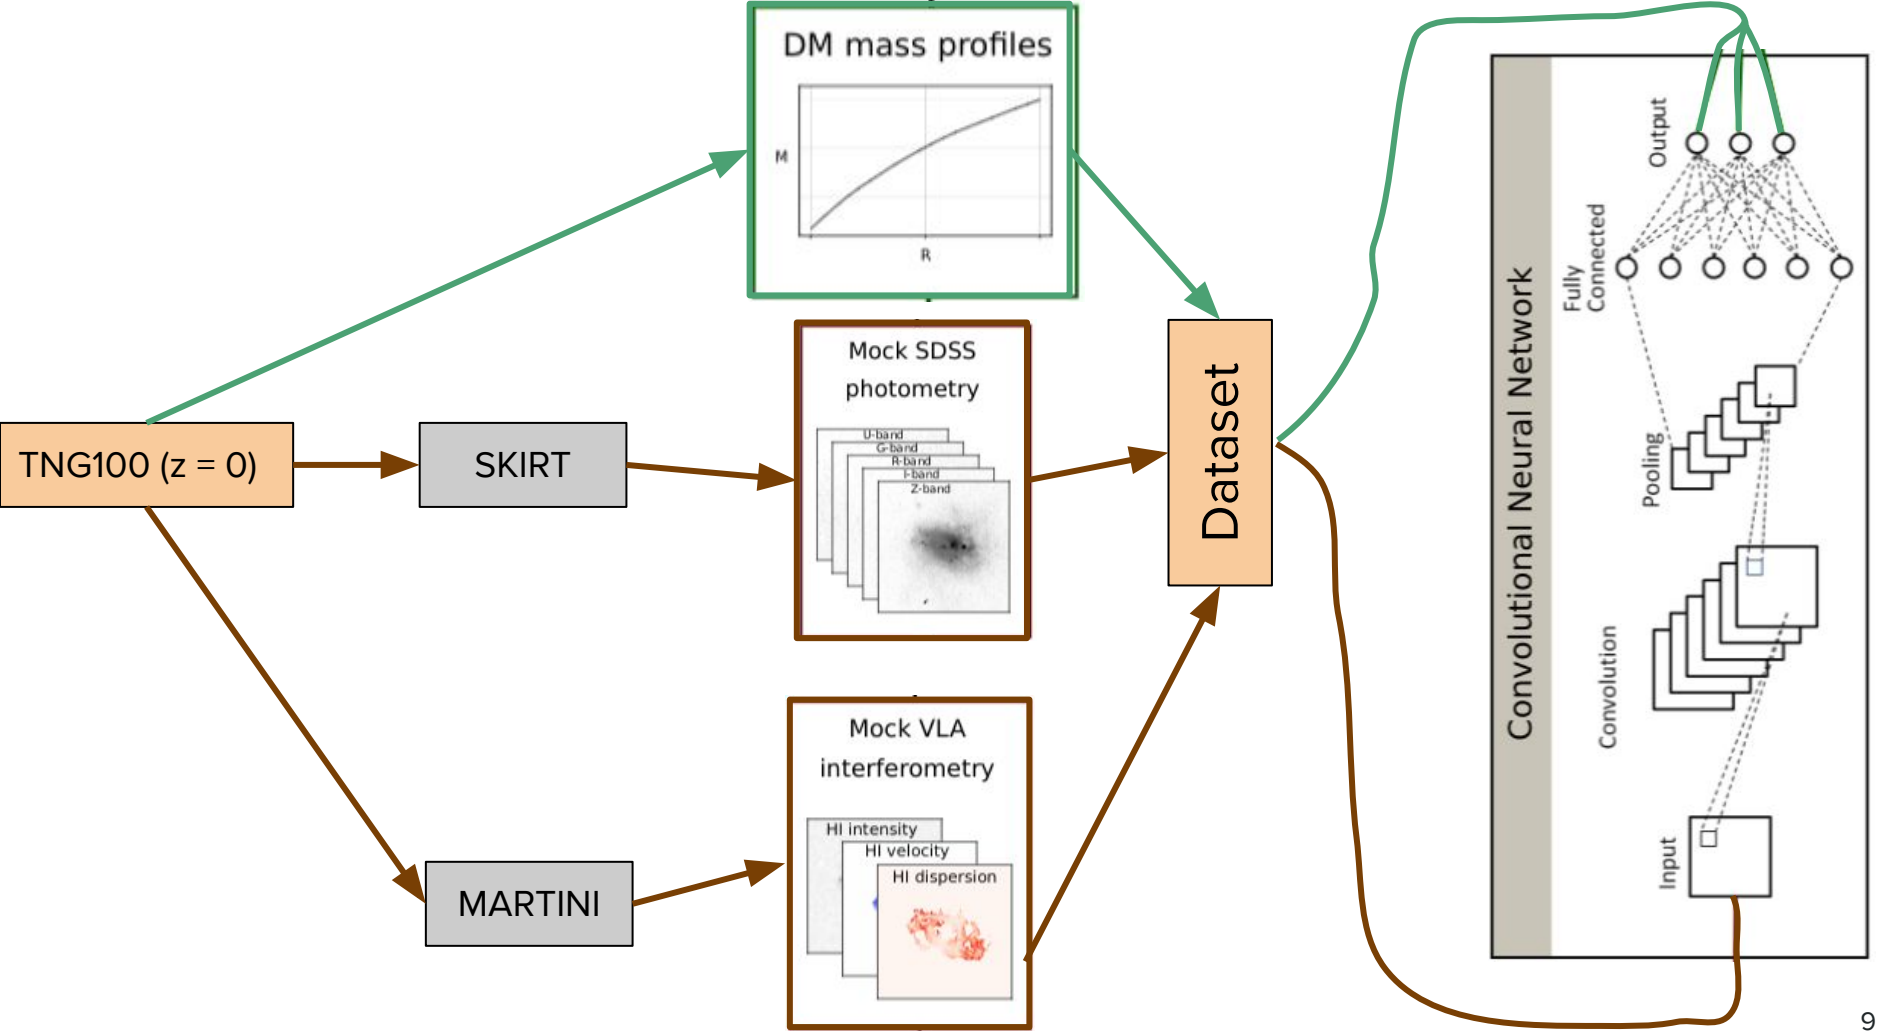 DM mass profiles
M
R
TNG100 (z = 0)
SKIRT
Mock SDSS
photometry
U-band
G-band
R-band
I-band
Z-band
MARTINI
Mock VLA
interferometry
HI intensity
HI velocity
HI dispersion
Dataset
Convolutional Neural Network
Output
Fully
Connected
Pooling
Convolution
Input
9